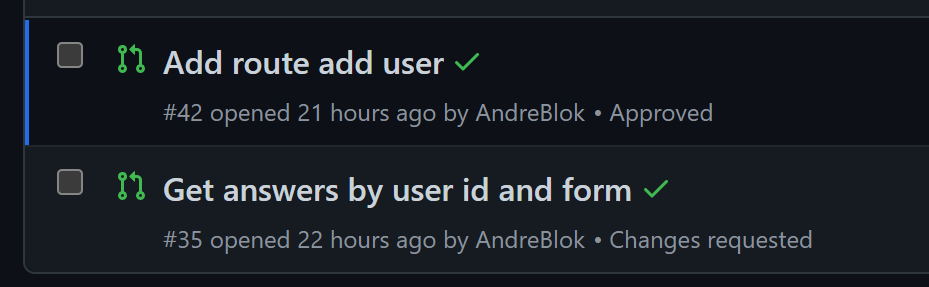 Add route add user
#42 opened 21 hours ago by AndreBlok • Approved
Get answers by user id and form
#35 opened 22 hours ago by AndreBlok • Changes requested